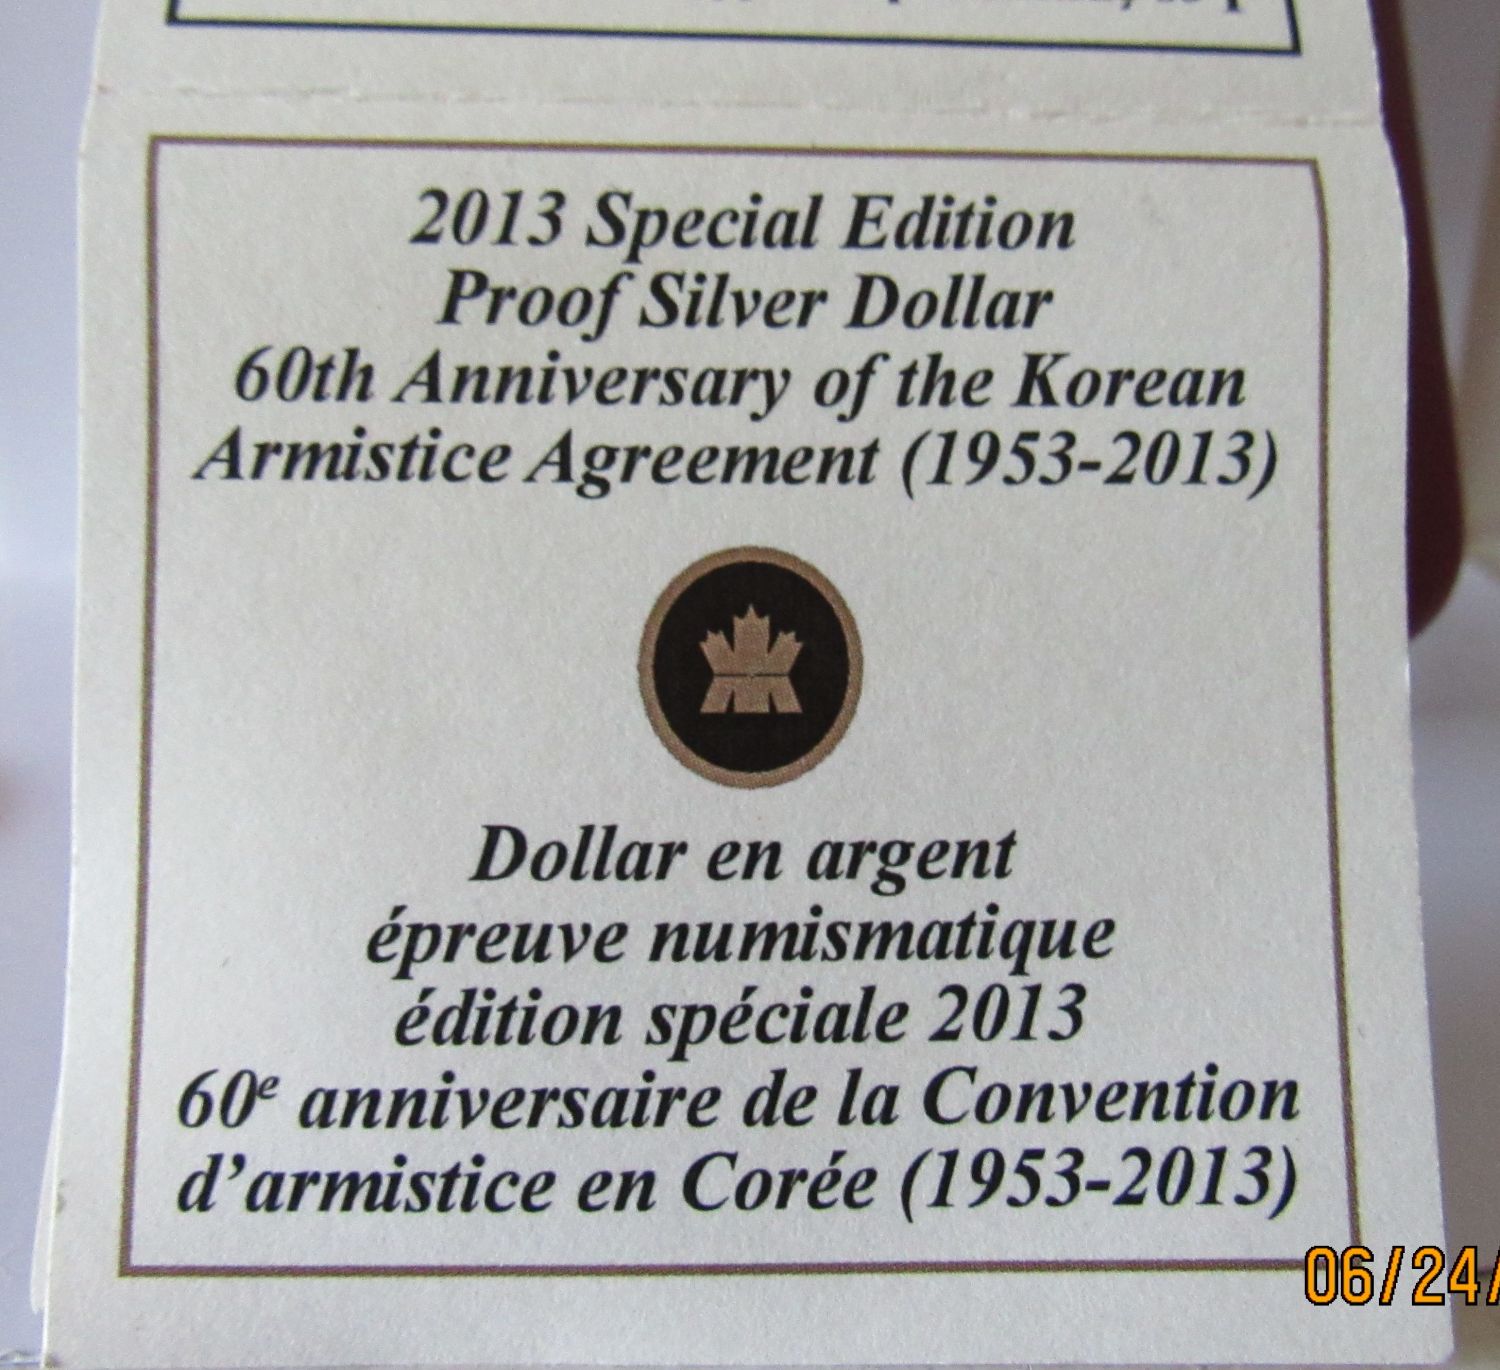 2013 Special Edition
Proof Silver Dollar
60th Anniversary of the Korean
Armistice Agreement (1953-2013)
Dollar en argent
épreuve numismatique
édition spéciale 2013
60e anniversaire de la Convention
d'armistice en Corée (1953-2013)
06/24/